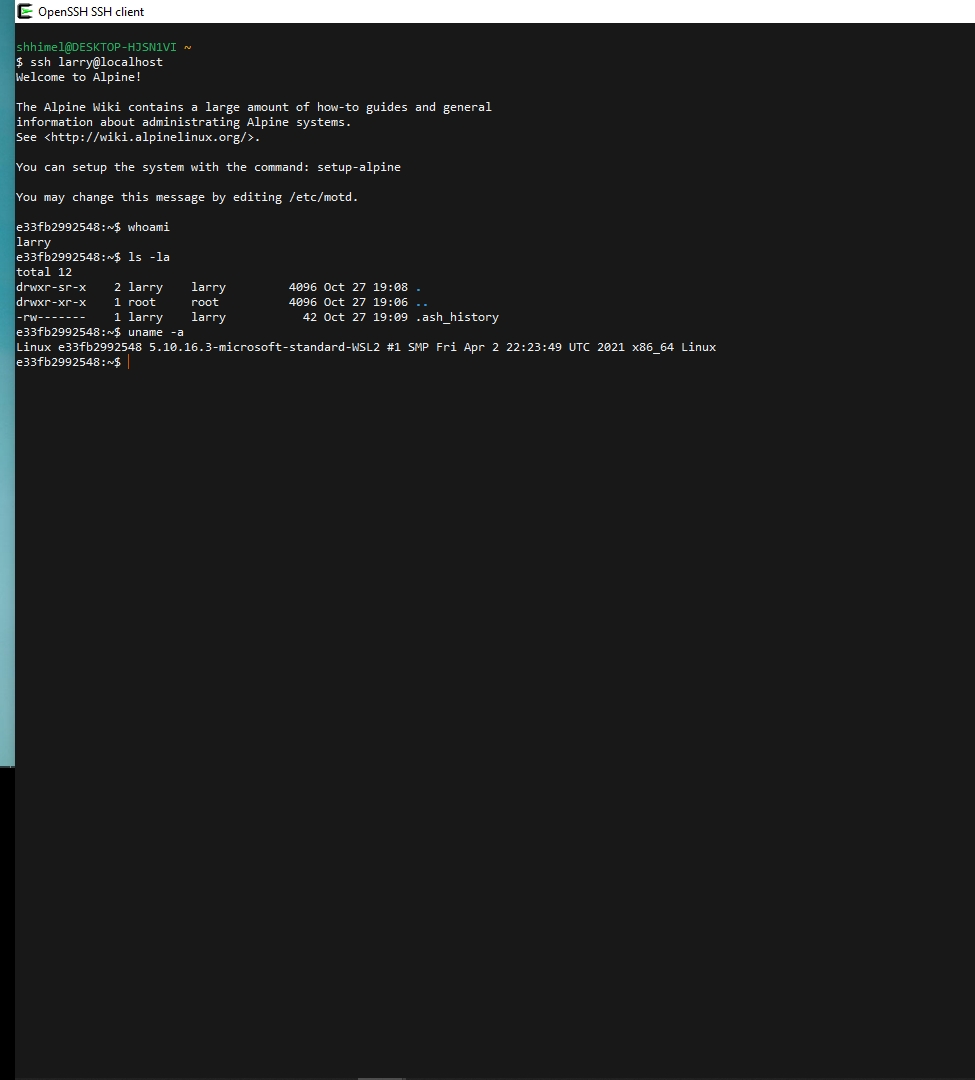 OpenSSH SSH client
shhimel@DESKTOP-HJSN1VI ~
$ ssh larry@localhost
Welcome to Alpine!
The Alpine Wiki contains a large amount of how-to guides and general
information about administrating Alpine systems.
See <http://wiki.alpinelinux.org/>.
You can setup the system with the command: setup-alpine
You may change this message by editing /etc/motd.
e33fb2992548:~$ whoami
larry
e33fb2992548:~$ ls -la
total 12
drwxr-sr-x    2 larry    larry         4096 Oct 27 19:08 .
drwxr-xr-x    1 root     root          4096 Oct 27 19:06 ..
-rw-------    1 larry    larry           42 Oct 27 19:09 .ash_history
e33fb2992548:~$ uname -a
Linux e33fb2992548 5.10.16.3-microsoft-standard-WSL2 #1 SMP Fri Apr 2 22:23:49 UTC 2021 x86_64 Linux
e33fb2992548:~$